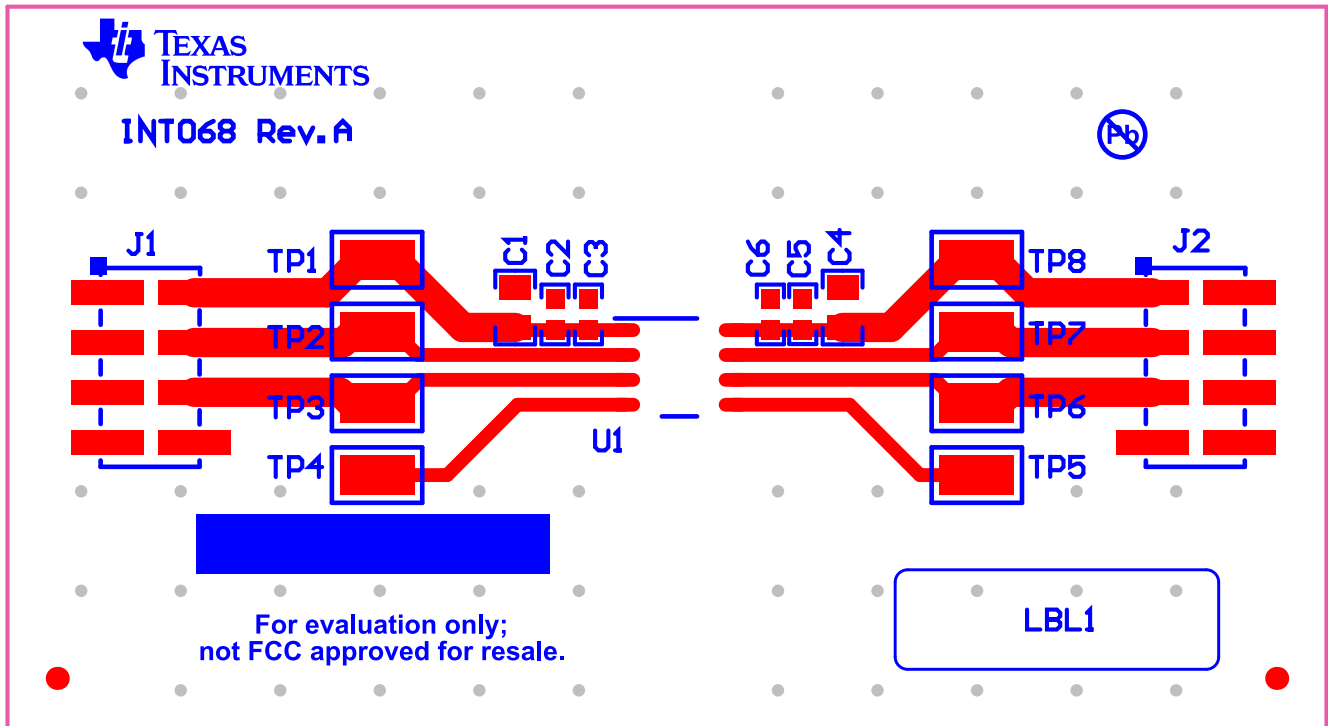 TEXAS
INSTRUMENTS
INT068 Rev.A
Pb
J1
TP1
C1
C2
C3
C6
C5
C4
TP8
J2
TP2
TP7
TP3
TP6
U1
TP4
TP5
For evaluation only;
not FCC approved for resale.
LBL1